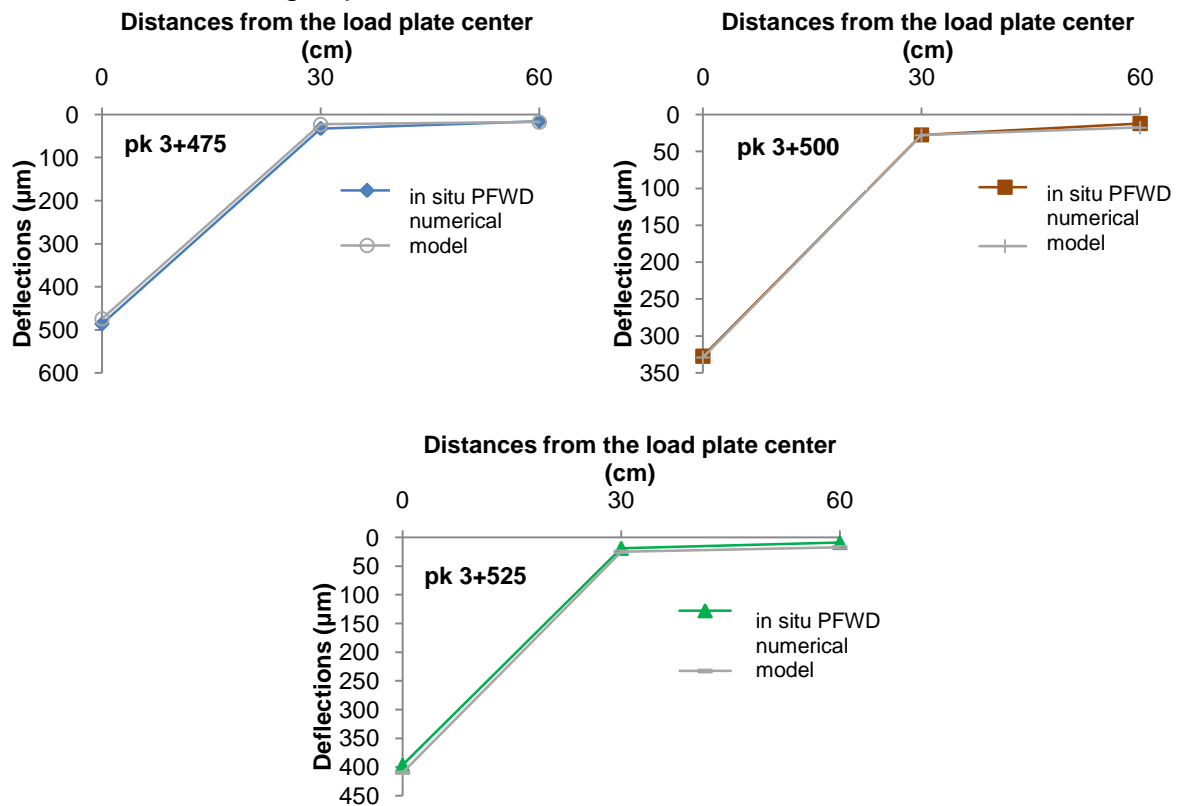 Distances from the load plate center
(cm)
0 30 60
0
100
200
300
400
500
600
Deflections (µm)
pk 3+475
in situ PFWD
numerical
model
Distances from the load plate center
(cm)
0 30 60
0
50
100
150
200
250
300
350
Deflections (µm)
pk 3+500
in situ PFWD
numerical
model
Distances from the load plate center
(cm)
0 30 60
0
50
100
150
200
250
300
350
400
450
Deflections (µm)
pk 3+525
in situ PFWD
numerical
model